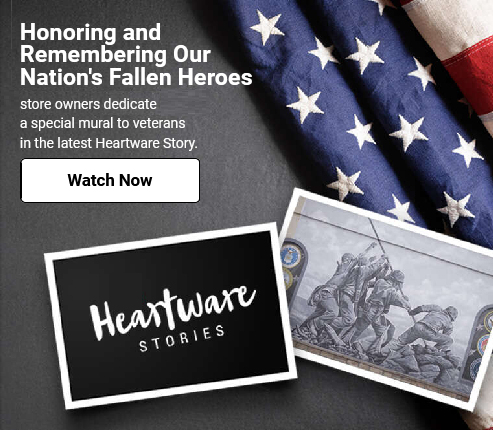 Honoring and
Remembering Our
Nation's Fallen Heroes
store owners dedicate
a special mural to veterans
in the latest Heartware Story.
Watch Now
Heartware
STORIES